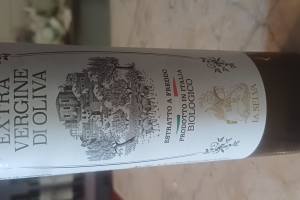 EXTRA
VERGINE
DI OLIVA
ESTRATTO A FREDDO
PRODOTTO IN ITALIA
BIOLOGICO
LA SELVA